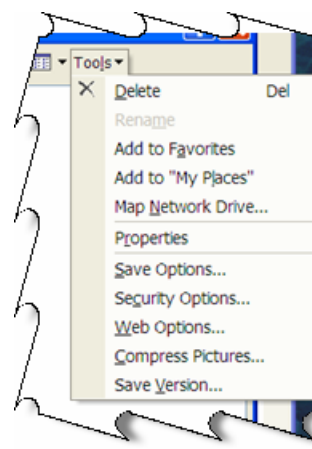 Tools
Delete Del
Rename
Add to Favorites
Add to "My Places"
Map Network Drive...
Properties
Save Options...
Security Options...
Web Options...
Compress Pictures...
Save Version...